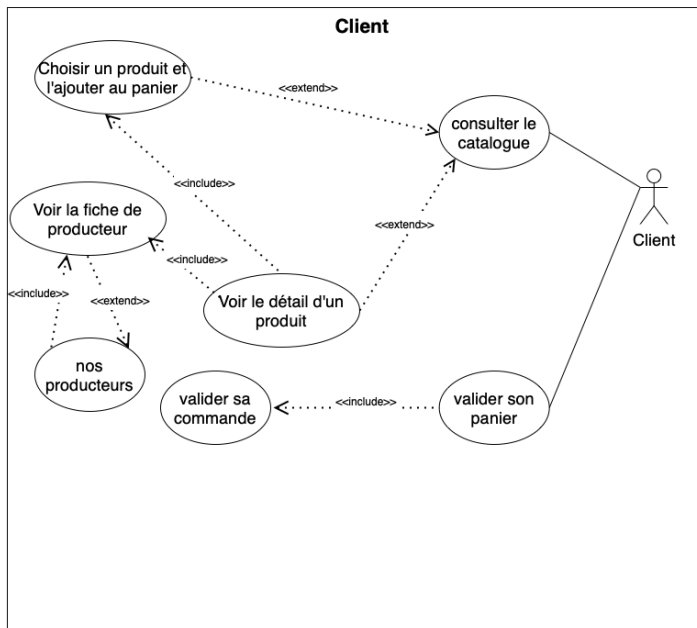 Client
Choisir un produit et
l'ajouter au panier
<<extend>>
consulter le
catalogue
<<include>>
Voir la fiche de
producteur
<<extend>>
Client
<<include>>
<<include>>
<<extend>>
Voir le détail d'un
produit
nos
producteurs
valider sa
commande
<<include>>
valider son
panier